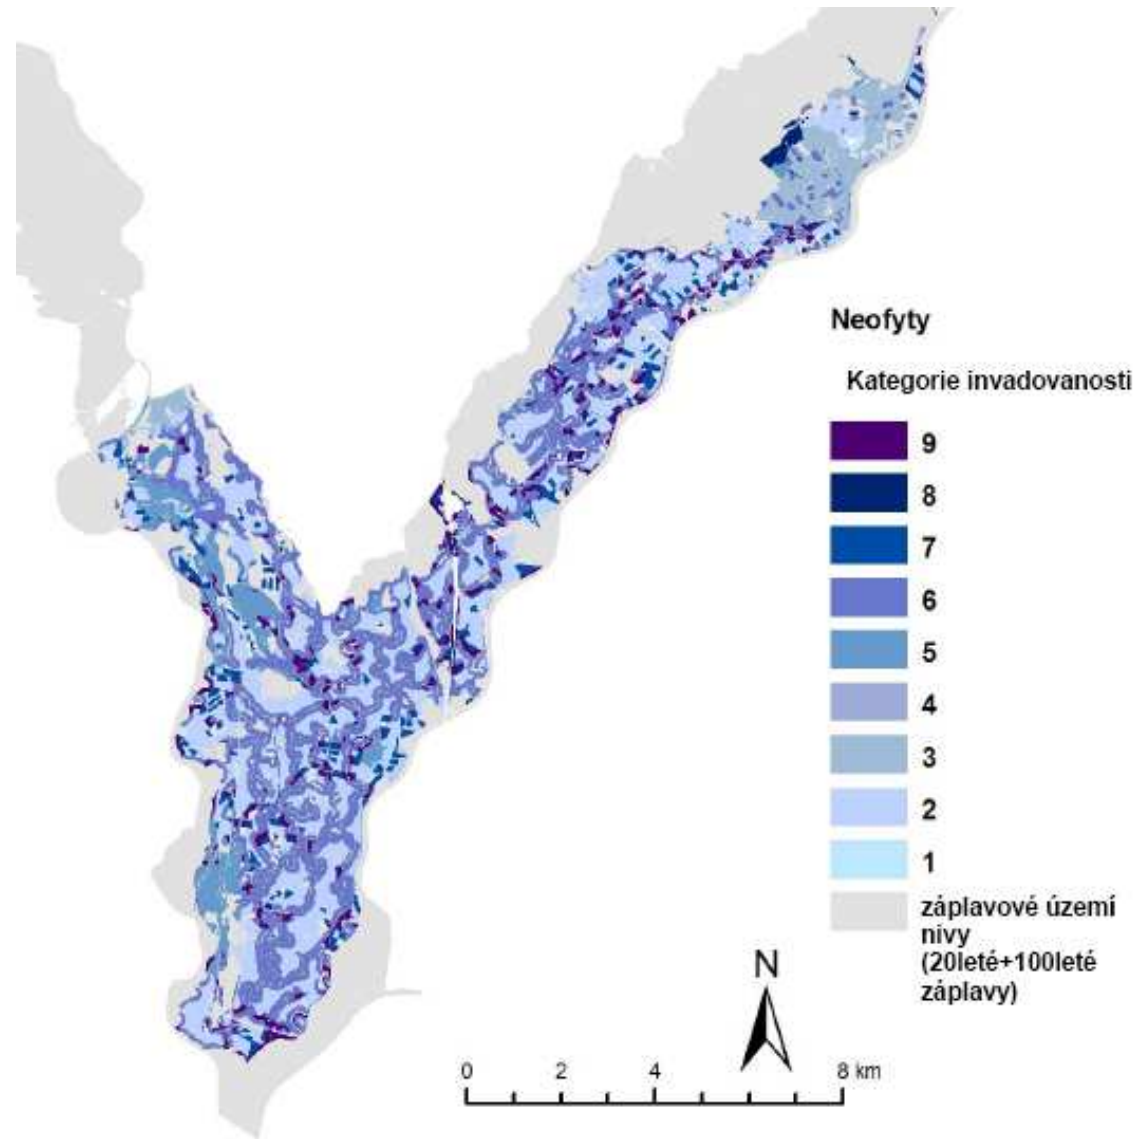 Neofyty
Kategorie invadovanosti
9
8
7
6
5
4
3
2
1
záplavové území
nivy
(20leté+100leté
záplavy)
N
0 2 4 8 km